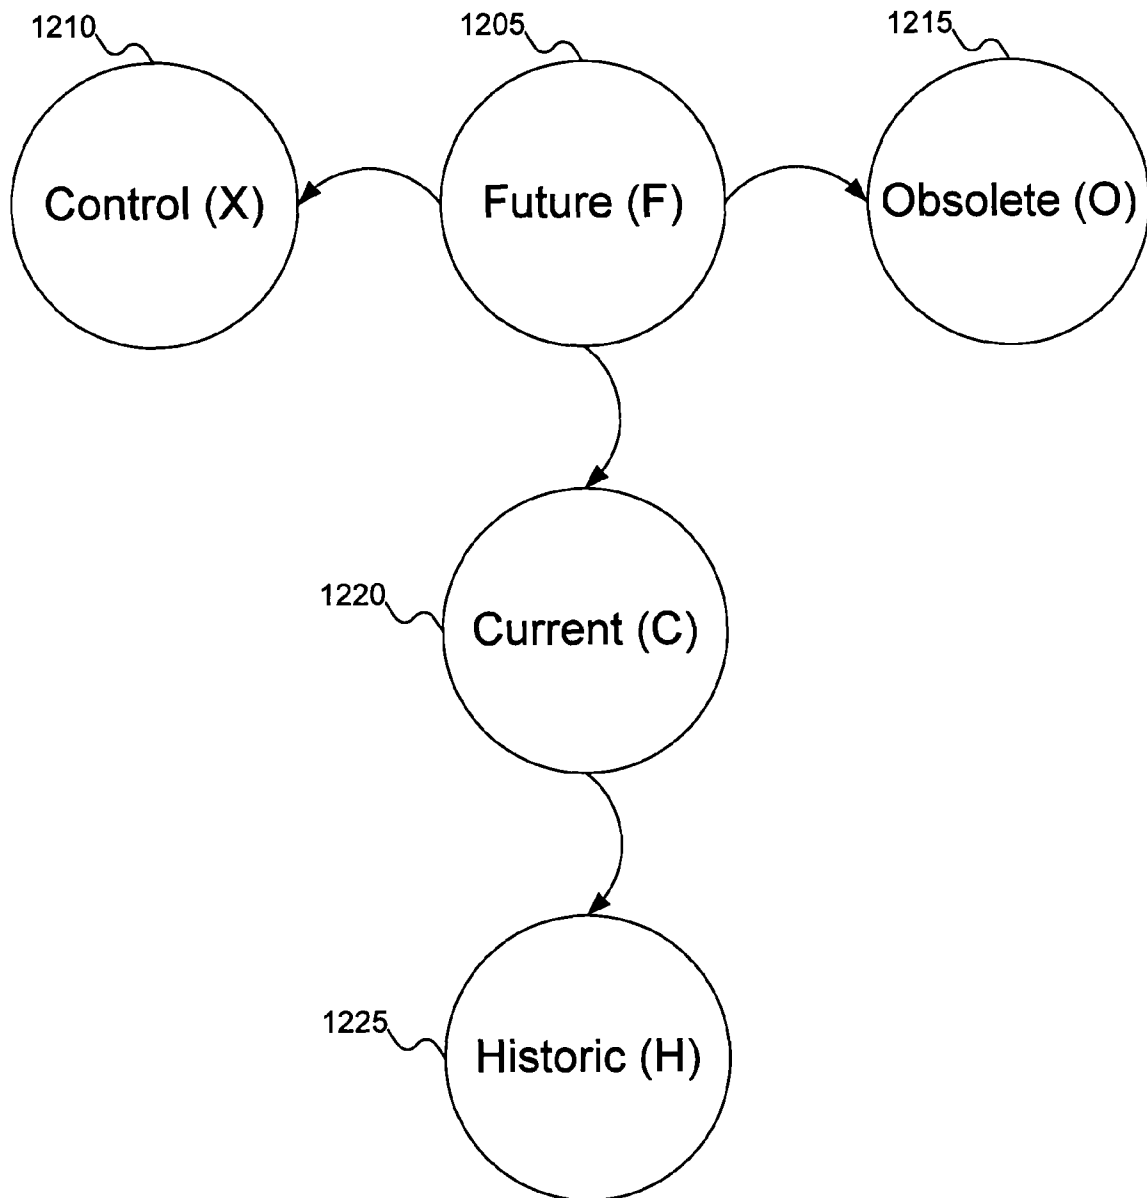 1210
1205
1215
Control (X)
Future (F)
Obsolete (O)
1220
Current (C)
1225
Historic (H)